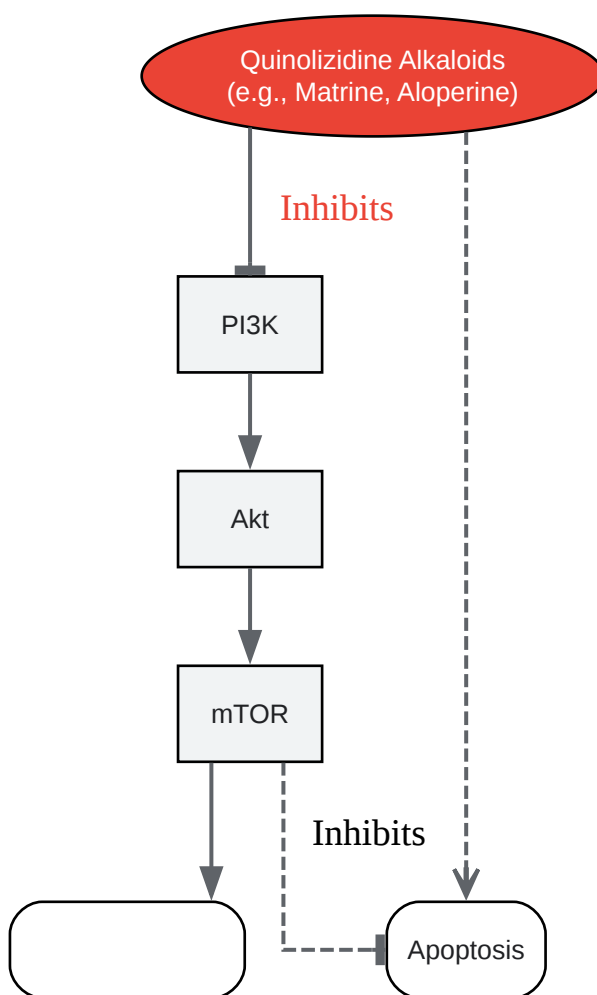 Quinolizidine Alkaloids
(e.g., Matrine, Aloperine)
Inhibits
PI3K
Akt
mTOR
Inhibits
Apoptosis